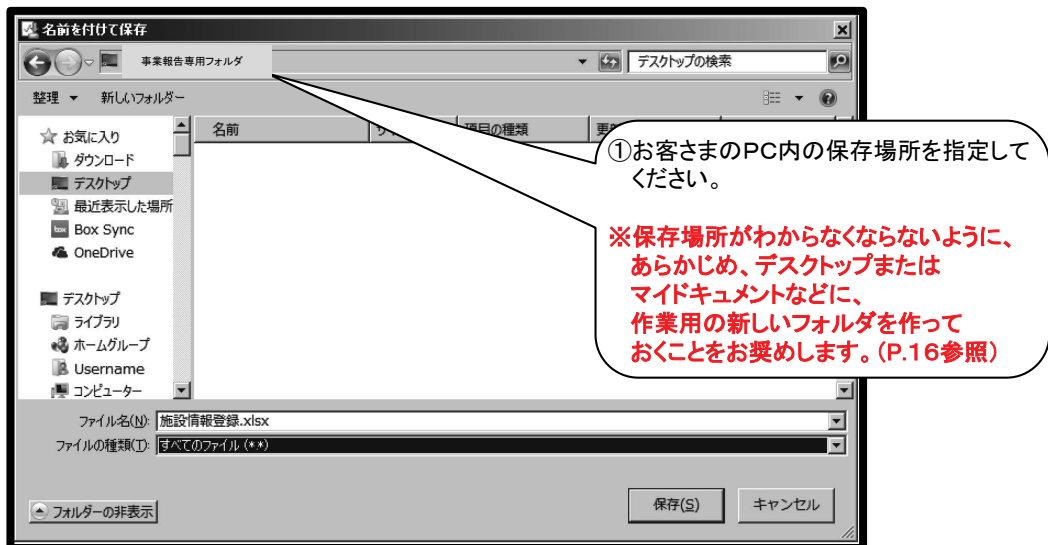 名前を付けて保存
事業報告専用フォルダ
デスクトップの検索
整理 新しいフォルダー
名前 項目の種類
お気に入り
ダウンロード
デスクトップ
最近表示した場所
Box Sync
OneDrive
デスクトップ
ライブラリ
ホームグループ
Username
コンピューター
①お客さまのPC内の保存場所を指定して
ください。
※保存場所がわからなくならないように、
あらかじめ、デスクトップまたは
マイドキュメントなどに、
作業用の新しいフォルダを作って
おくことをお奨めします。(P.16参照)
ファイル名(N): 施設情報登録.xlsx
ファイルの種類(T): すべてのファイル (*.*)
フォルダーの非表示
保存(S) キャンセル